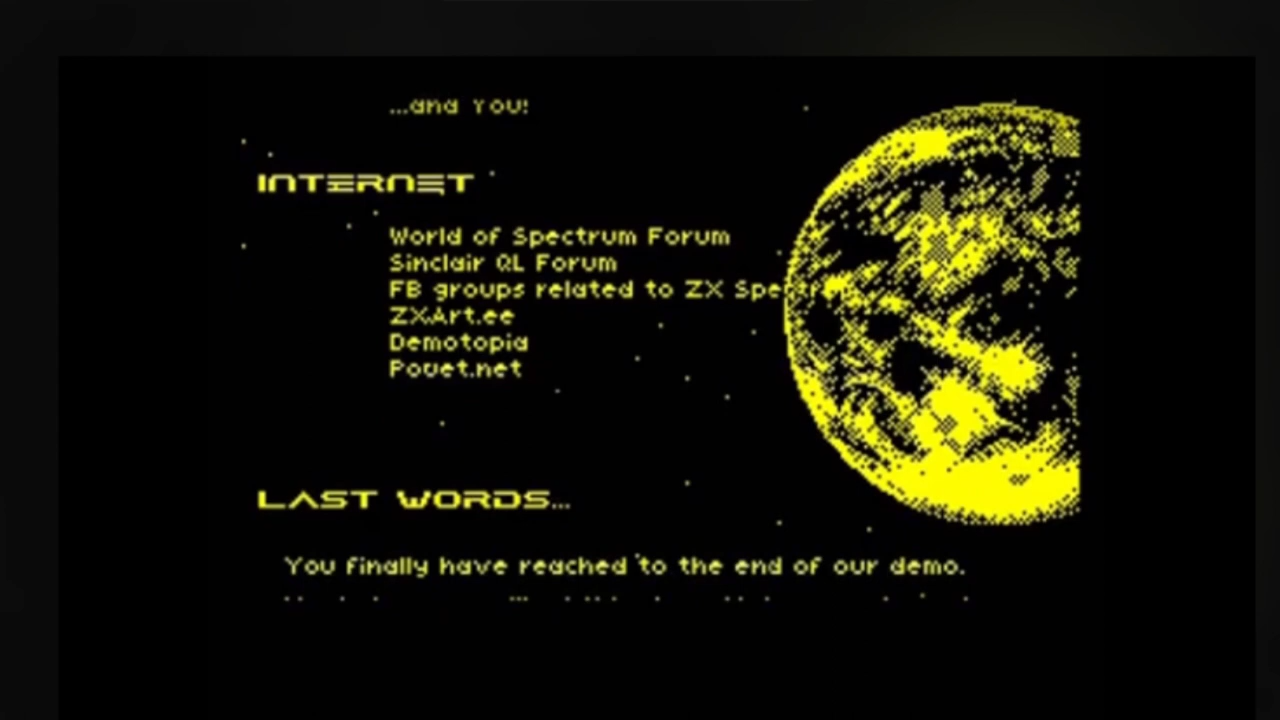 ...and YOU!
INTERNET
World of Spectrum Forum
Sinclair QL Forum
FB groups related to ZX
ZXArt.ee
Demotopia
Pouet.net
LAST WORDS...
You finally have reached to the end of our demo.